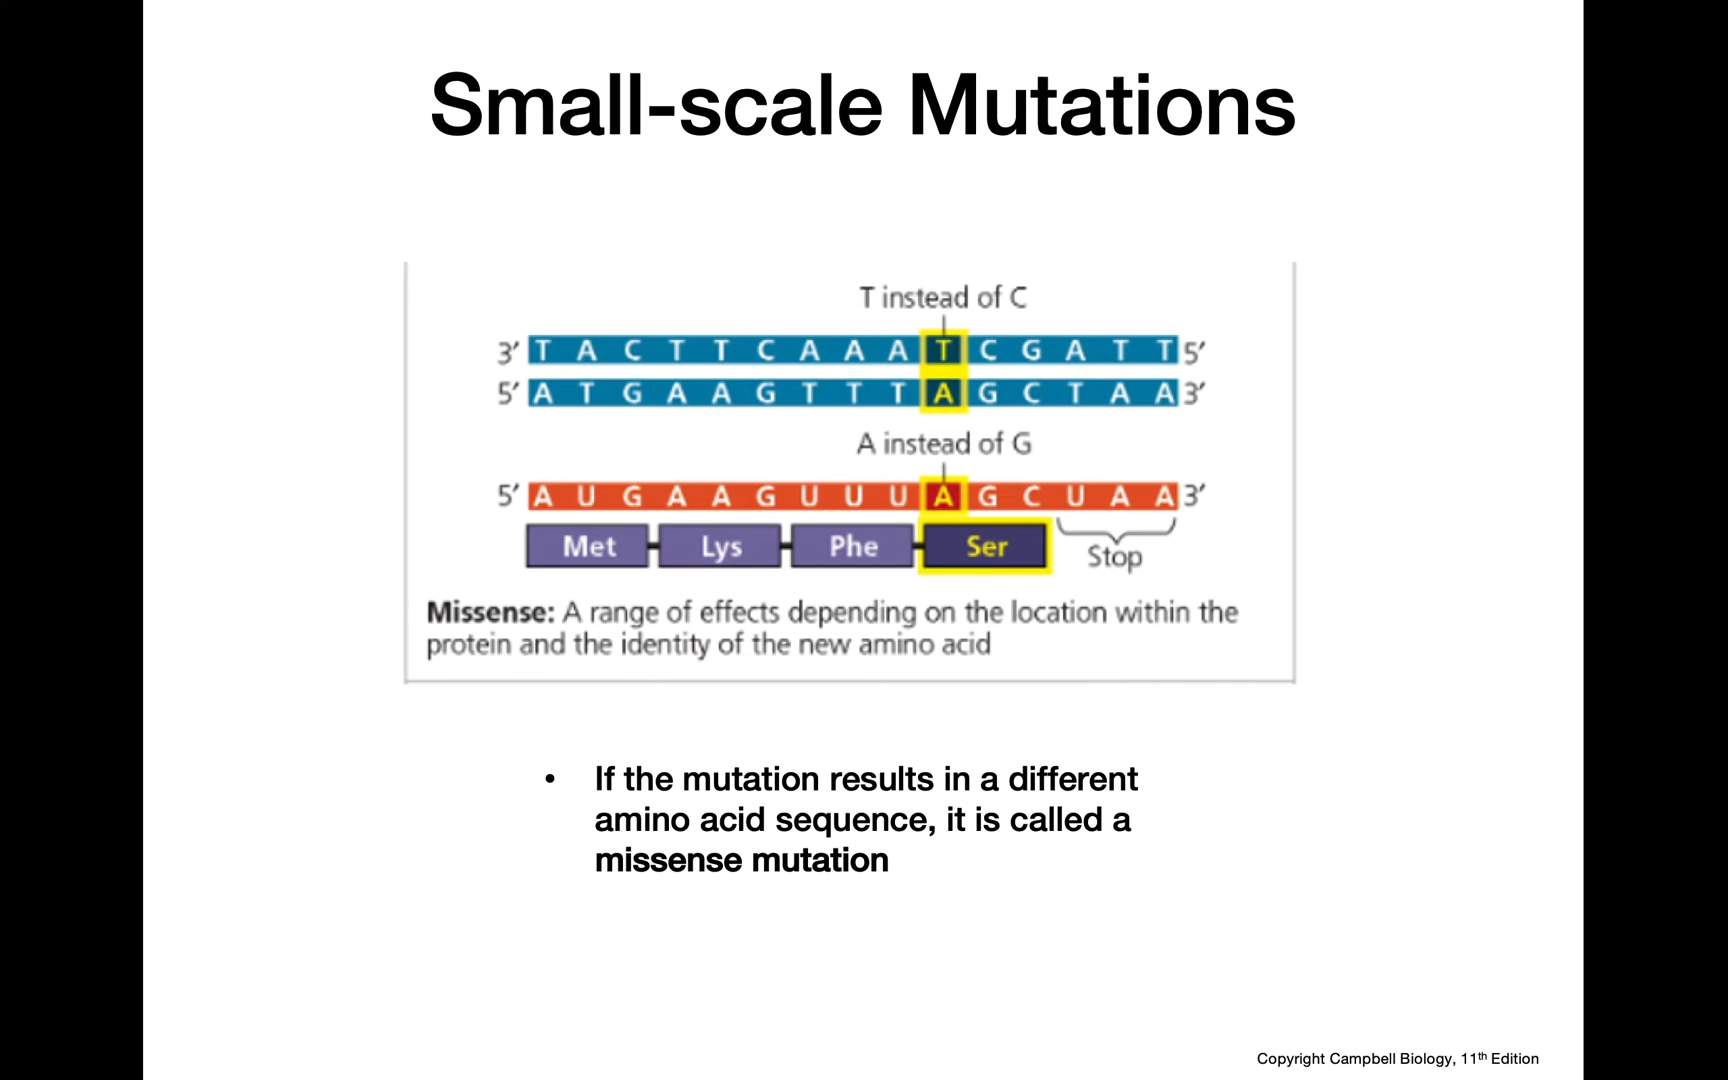 Small-scale Mutations
T instead of C
3′ T A C T T C A A A T C G A T T 5′
5′ A T G A A G T T T A G C T A A 3′
A instead of G
5′ A U G A A G U U U A G C U A A 3′
Met Lys Phe Ser Stop
Missense: A range of effects depending on the location within the
protein and the identity of the new amino acid
• If the mutation results in a different
amino acid sequence, it is called a
missense mutation
Copyright Campbell Biology, 11th Edition